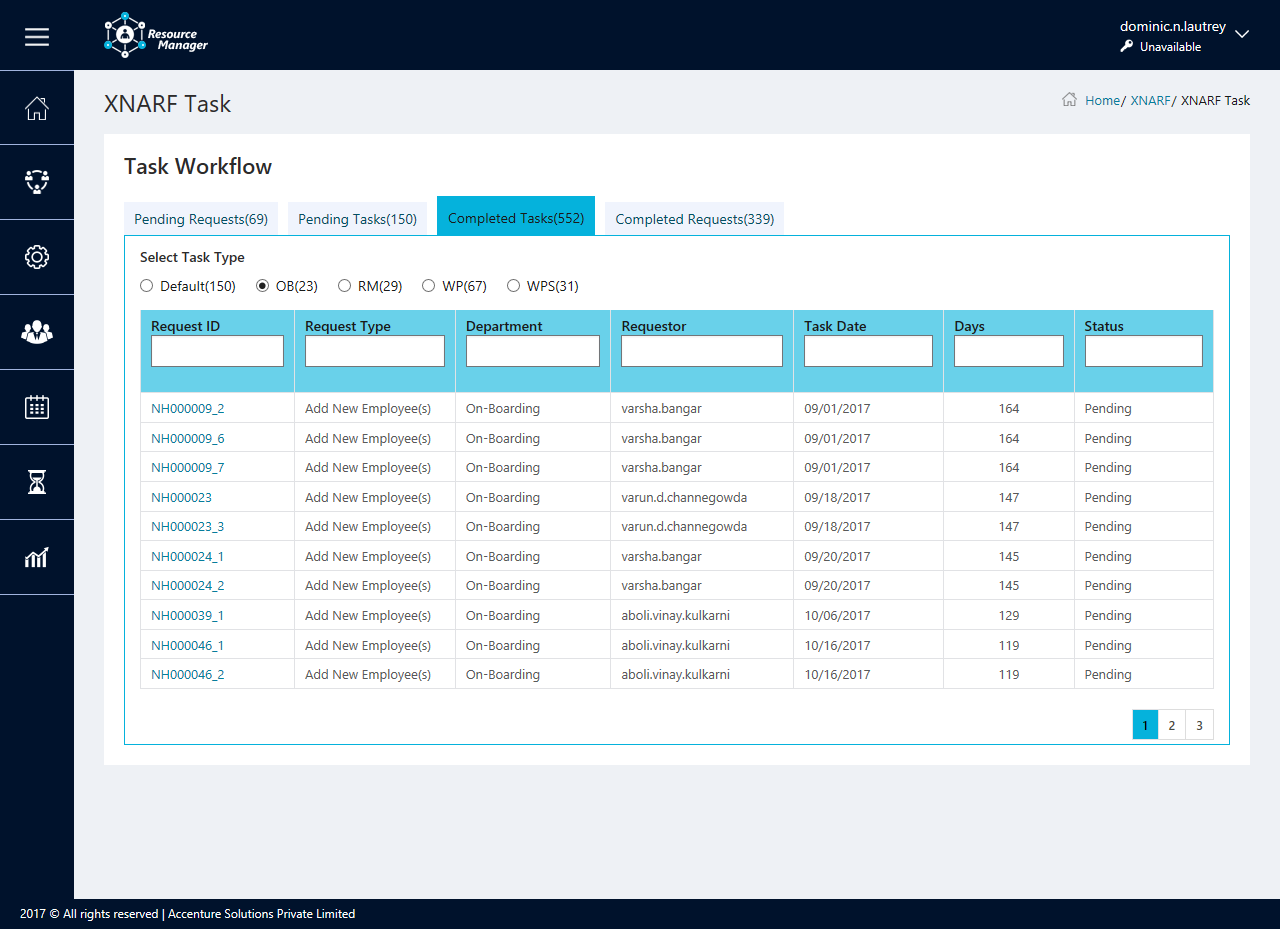 Resource
Manager
dominic.n.lautrey
Unavailable
XNARF Task
Home/ XNARF/ XNARF Task
Task Workflow
Pending Requests(69) Pending Tasks(150) Completed Tasks(552) Completed Requests(339)
Select Task Type
Default(150) OB(23) RM(29) WP(67) WPS(31)
Request ID Request Type Department Requestor Task Date Days Status
NH000009_2 Add New Employee(s) On-Boarding varsha.bangar 09/01/2017 164 Pending
NH000009_6 Add New Employee(s) On-Boarding varsha.bangar 09/01/2017 164 Pending
NH000009_7 Add New Employee(s) On-Boarding varsha.bangar 09/01/2017 164 Pending
NH000023 Add New Employee(s) On-Boarding varun.d.channegowda 09/18/2017 147 Pending
NH000023_3 Add New Employee(s) On-Boarding varun.d.channegowda 09/18/2017 147 Pending
NH000024_1 Add New Employee(s) On-Boarding varsha.bangar 09/20/2017 145 Pending
NH000024_2 Add New Employee(s) On-Boarding varsha.bangar 09/20/2017 145 Pending
NH000039_1 Add New Employee(s) On-Boarding aboli.vinay.kulkarni 10/06/2017 129 Pending
NH000046_1 Add New Employee(s) On-Boarding aboli.vinay.kulkarni 10/16/2017 119 Pending
NH000046_2 Add New Employee(s) On-Boarding aboli.vinay.kulkarni 10/16/2017 119 Pending
1 2 3
2017 © All rights reserved | Accenture Solutions Private Limited